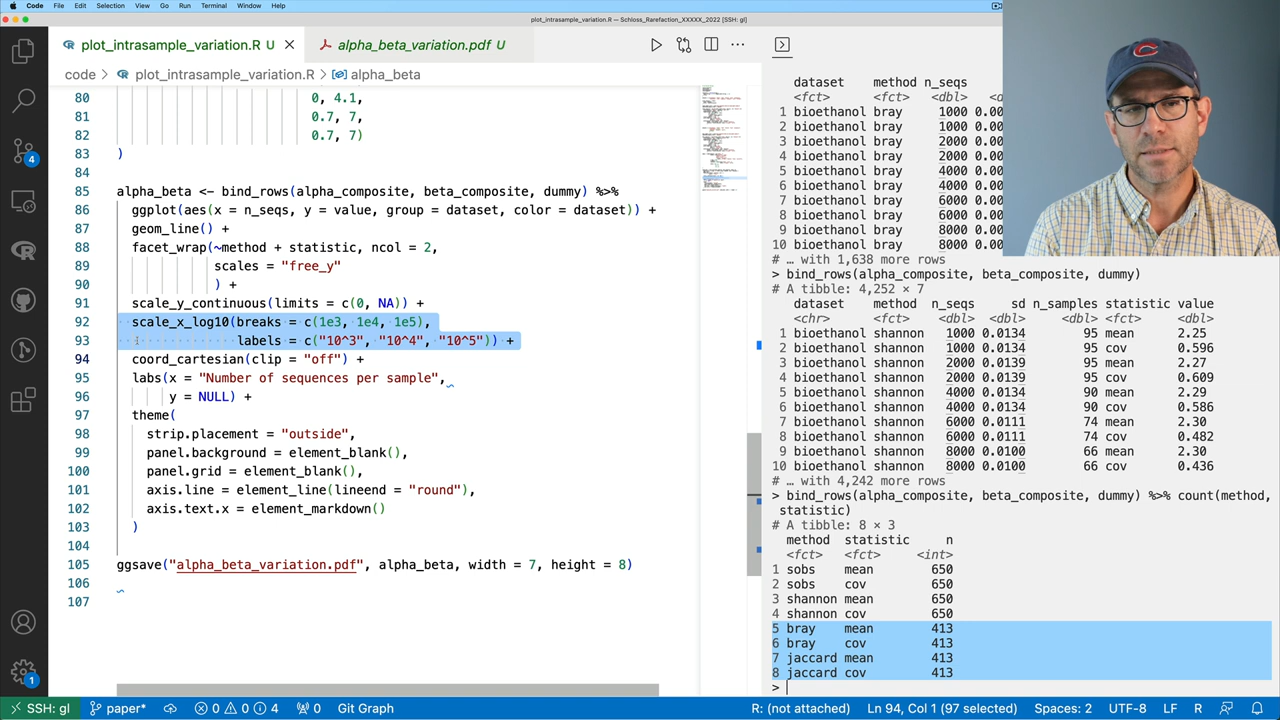 Code File Edit Selection View Go Run Terminal Window Help
plot_intrasample_variation.R — Schloss_Rarefaction_XXXXX_2022 [SSH: gl]
plot_intrasample_variation.R U
alpha_beta_variation.pdf U
code > plot_intrasample_variation.R > alpha_beta
80 0, 4.1,
81 0.7, 7,
82 0.7, 7)
83 )
84
85 alpha_beta <- bind_rows(alpha_composite, beta_composite, dummy) %>%
86 ggplot(aes(x = n_seqs, y = value, group = dataset, color = dataset)) +
87 geom_line() +
88 facet_wrap(~method + statistic, ncol = 2,
89 scales = "free_y"
90 ) +
91 scale_y_continuous(limits = c(0, NA)) +
92 scale_x_log10(breaks = c(1e3, 1e4, 1e5),
93 labels = c("10^3", "10^4", "10^5")) +
94 coord_cartesian(clip = "off") +
95 labs(x = "Number of sequences per sample",
96 y = NULL) +
97 theme(
98 strip.placement = "outside",
99 panel.background = element_blank(),
100 panel.grid = element_blank(),
101 axis.line = element_line(lineend = "round"),
102 axis.text.x = element_markdown()
103 )
104
105 ggsave("alpha_beta_variation.pdf", alpha_beta, width = 7, height = 8)
106
107
4
1
dataset method n_seqs
<fct> <fct> <dbl> <d
1 bioethanol bray 1000 0.00
2 bioethanol bray 1000 0.00
3 bioethanol bray 2000 0.00
4 bioethanol bray 2000 0.00
5 bioethanol bray 4000 0.00
6 bioethanol bray 4000 0.00
7 bioethanol bray 6000 0.00
8 bioethanol bray 6000 0.00
9 bioethanol bray 8000 0.00
10 bioethanol bray 8000 0.00
# … with 1,638 more rows
> bind_rows(alpha_composite, beta_composite, dummy)
# A tibble: 4,252 × 7
dataset method n_seqs sd n_samples statistic value
<chr> <fct> <dbl> <dbl> <dbl> <fct> <dbl>
1 bioethanol shannon 1000 0.0134 95 mean 2.25
2 bioethanol shannon 1000 0.0134 95 cov 0.596
3 bioethanol shannon 2000 0.0139 95 mean 2.27
4 bioethanol shannon 2000 0.0139 95 cov 0.609
5 bioethanol shannon 4000 0.0134 90 mean 2.29
6 bioethanol shannon 4000 0.0134 90 cov 0.586
7 bioethanol shannon 6000 0.0111 74 mean 2.30
8 bioethanol shannon 6000 0.0111 74 cov 0.482
9 bioethanol shannon 8000 0.0100 66 mean 2.30
10 bioethanol shannon 8000 0.0100 66 cov 0.436
# … with 4,242 more rows
> bind_rows(alpha_composite, beta_composite, dummy) %>% count(method,
statistic)
# A tibble: 8 × 3
method statistic n
<fct> <fct> <int>
1 sobs mean 650
2 sobs cov 650
3 shannon mean 650
4 shannon cov 650
5 bray mean 413
6 bray cov 413
7 jaccard mean 413
8 jaccard cov 413
>
SSH: gl paper* 0 0 4 0 Git Graph R: (not attached) Ln 94, Col 1 (97 selected) Spaces: 2 UTF-8 LF R